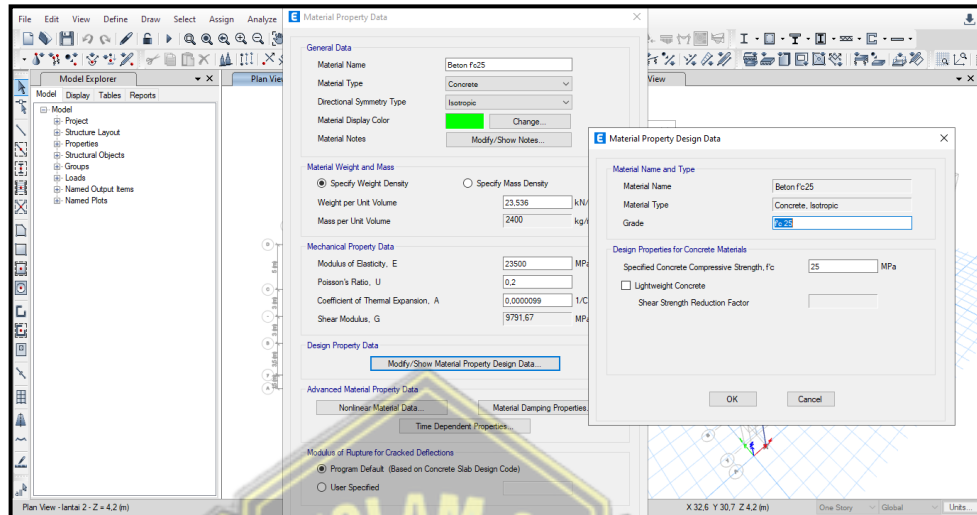 File Edit View Define Draw Select Assign Analyze
Material Property Data
Model Explorer
Model Display Tables Reports
Model
Project
Structure Layout
Properties
Structural Objects
Groups
Loads
Named Output Items
Named Plots
Plan Vie
View
General Data
Material Name Beton f'c25
Material Type Concrete
Directional Symmetry Type Isotropic
Material Display Color Change...
Material Notes Modify/Show Notes...
Material Weight and Mass
Specify Weight Density Specify Mass Density
Weight per Unit Volume 23,536 kN/
Mass per Unit Volume 2400 kg/
Mechanical Property Data
Modulus of Elasticity, E 23500 MPa
Poisson's Ratio, U 0,2
Coefficient of Thermal Expansion, A 0,0000099 1/C
Shear Modulus, G 9791,67 MPa
Design Property Data
Modify/Show Material Property Design Data...
Advanced Material Property Data
Nonlinear Material Data... Material Damping Properties.
Time Dependent Properties...
Modulus of Rupture for Cracked Deflections
Program Default (Based on Concrete Slab Design Code)
User Specified
Material Property Design Data
Material Name and Type
Material Name Beton f'c25
Material Type Concrete, Isotropic
Grade f'c 25
Design Properties for Concrete Materials
Specified Concrete Compressive Strength, f'c 25 MPa
Lightweight Concrete
Shear Strength Reduction Factor
OK Cancel
ISLAM
Plan View - lantai 2 - Z = 4,2 (m) X 32,6 Y 30,7 Z 4,2 (m) One Story Global Units...